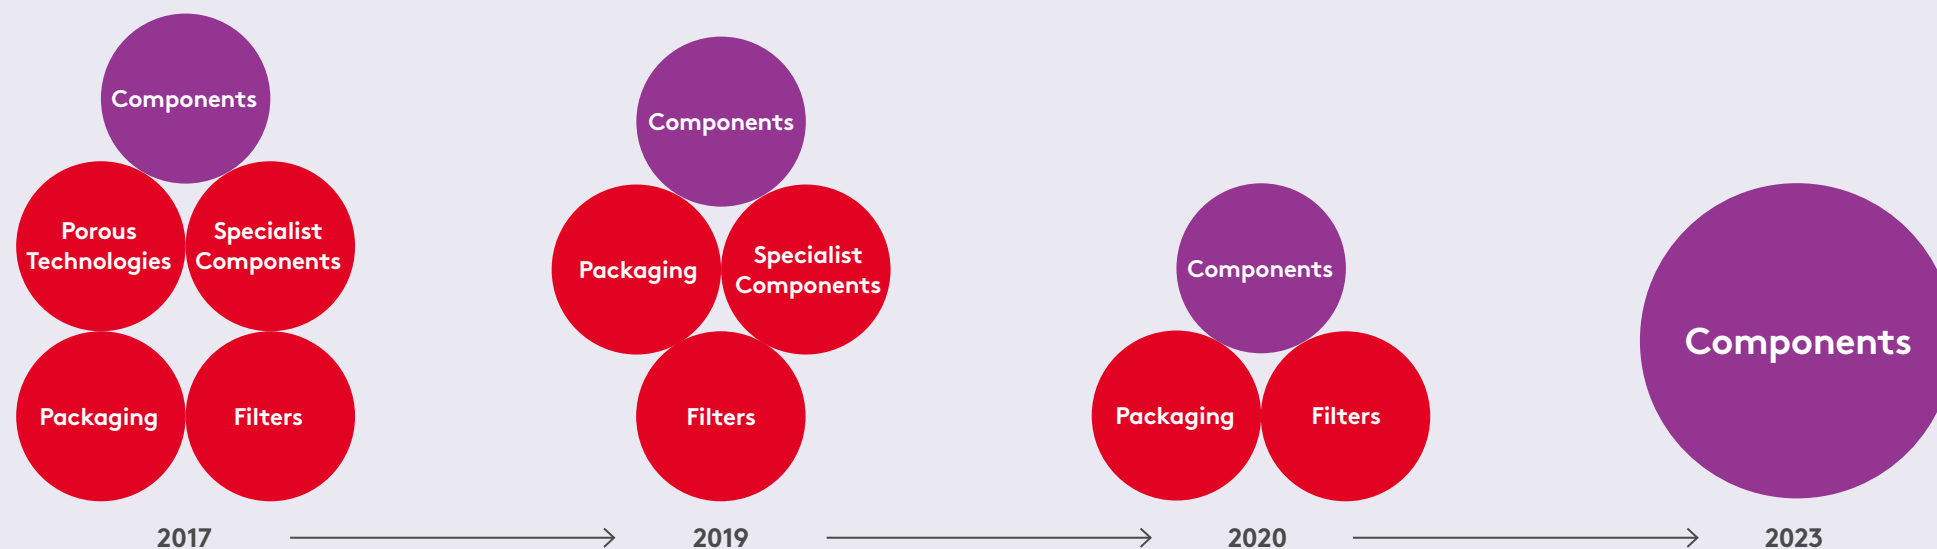 Components
Porous
Technologies
Specialist
Components
Packaging
Filters
2017
Components
Packaging
Specialist
Components
Filters
2019
Components
Packaging
Filters
2020
Components
2023